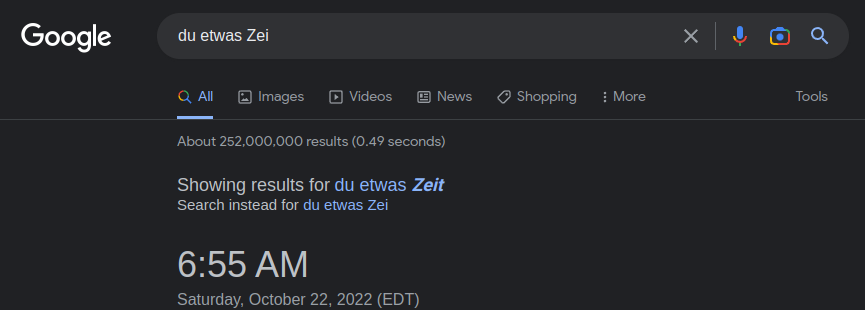 Google
du etwas Zei
All Images Videos News Shopping More Tools
About 252,000,000 results (0.49 seconds)
Showing results for du etwas Zeit
Search instead for du etwas Zei
6:55 AM
Saturday, October 22, 2022 (EDT)